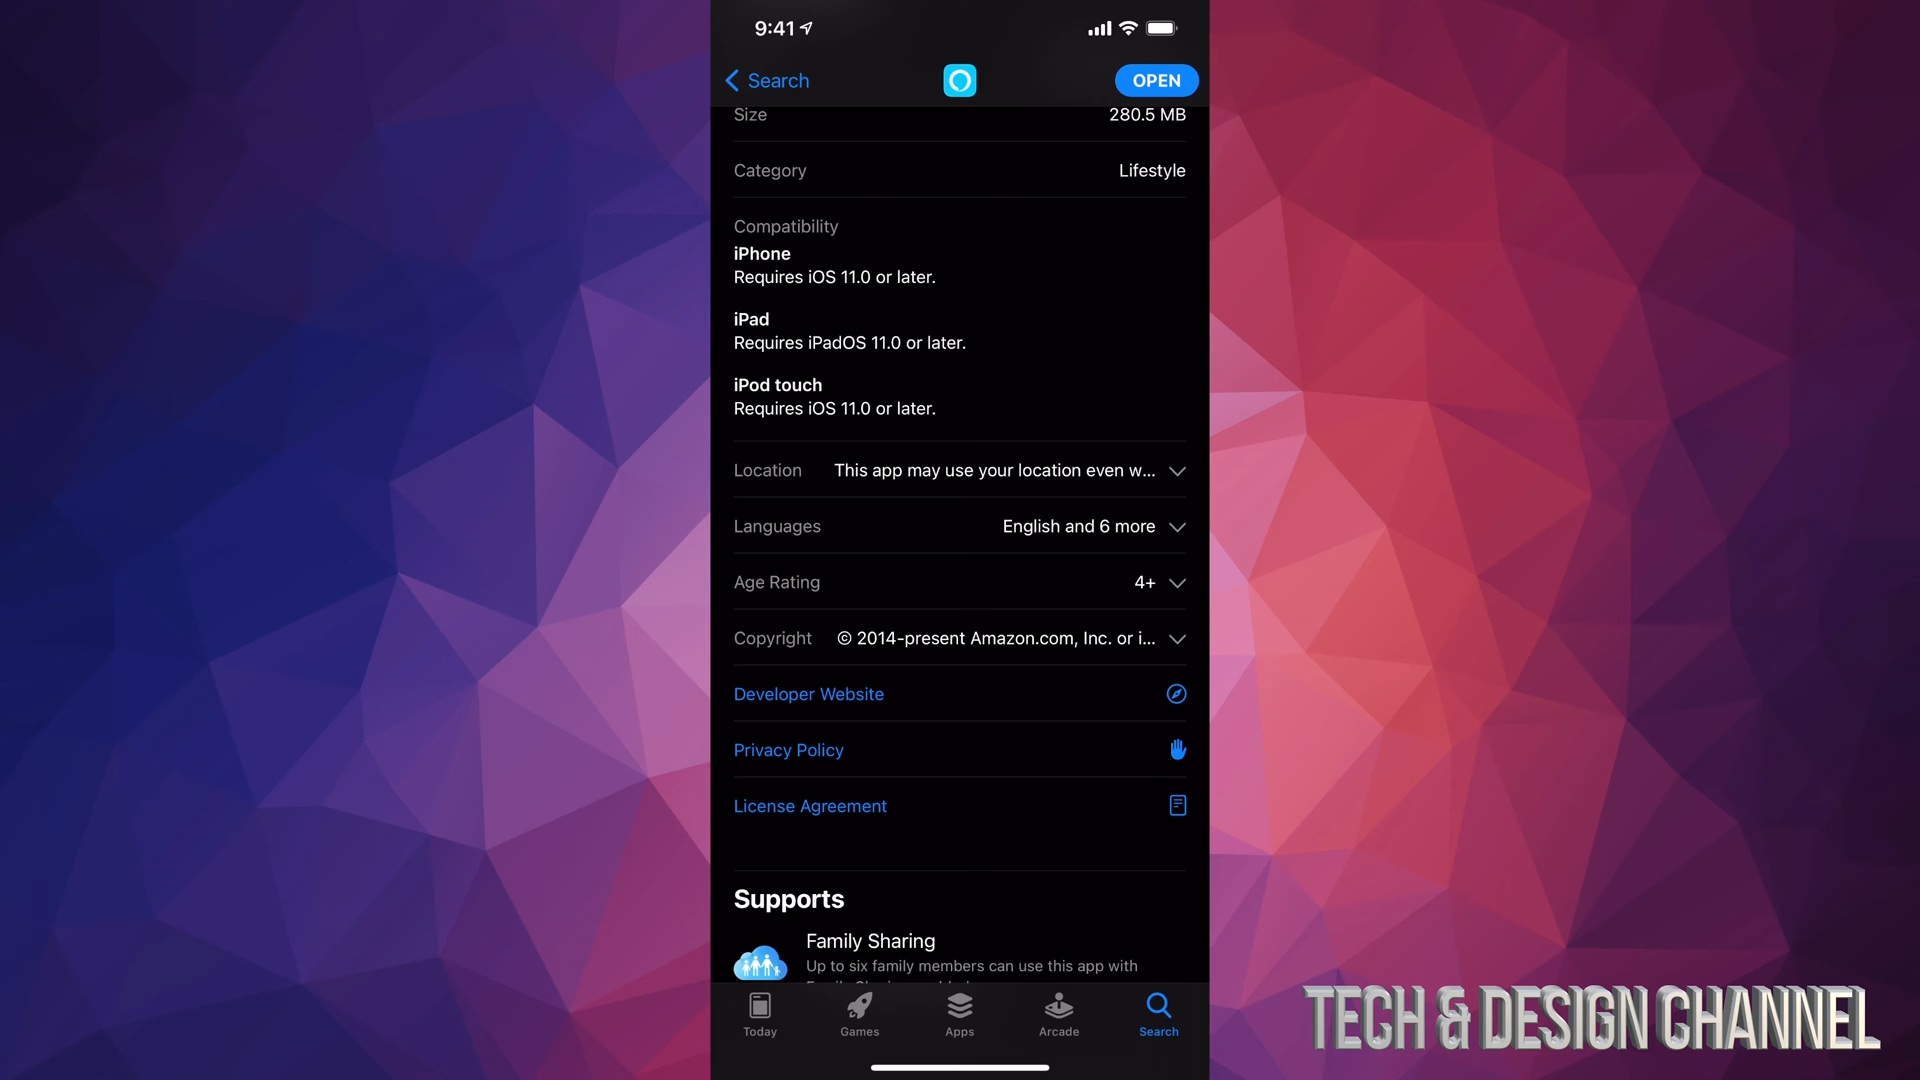 9:41
Search
OPEN
Size 280.5 MB
Category Lifestyle
Compatibility
iPhone
Requires iOS 11.0 or later.
iPad
Requires iPadOS 11.0 or later.
iPod touch
Requires iOS 11.0 or later.
Location This app may use your location even w...
Languages English and 6 more
Age Rating 4+
Copyright © 2014-present Amazon.com, Inc. or i...
Developer Website
Privacy Policy
License Agreement
Supports
Family Sharing
Up to six family members can use this app with
Today Games Apps Arcade Search
TECH & DESIGN CHANNEL